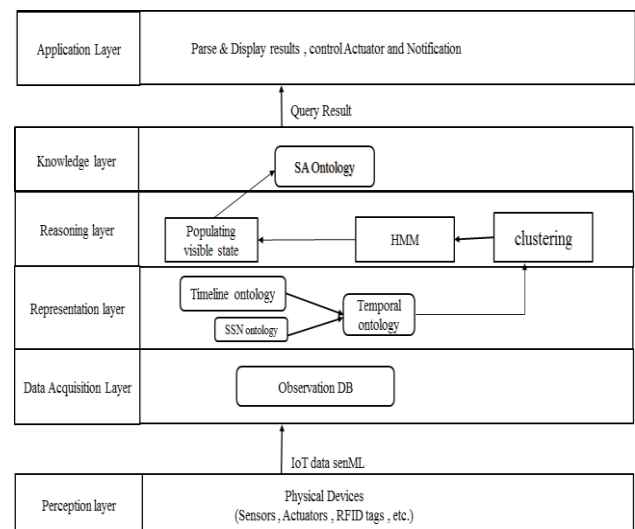 Application Layer
Parse & Display results , control Actuator and Notification
Query Result
Knowledge layer
SA Ontology
Reasoning layer
Populating
visible state
HMM
clustering
Representation layer
Timeline ontology
SSN ontology
Temporal
ontology
Data Acquisition Layer
Observation DB
IoT data senML
Perception layer
Physical Devices
(Sensors , Actuators , RFID tags , etc.)